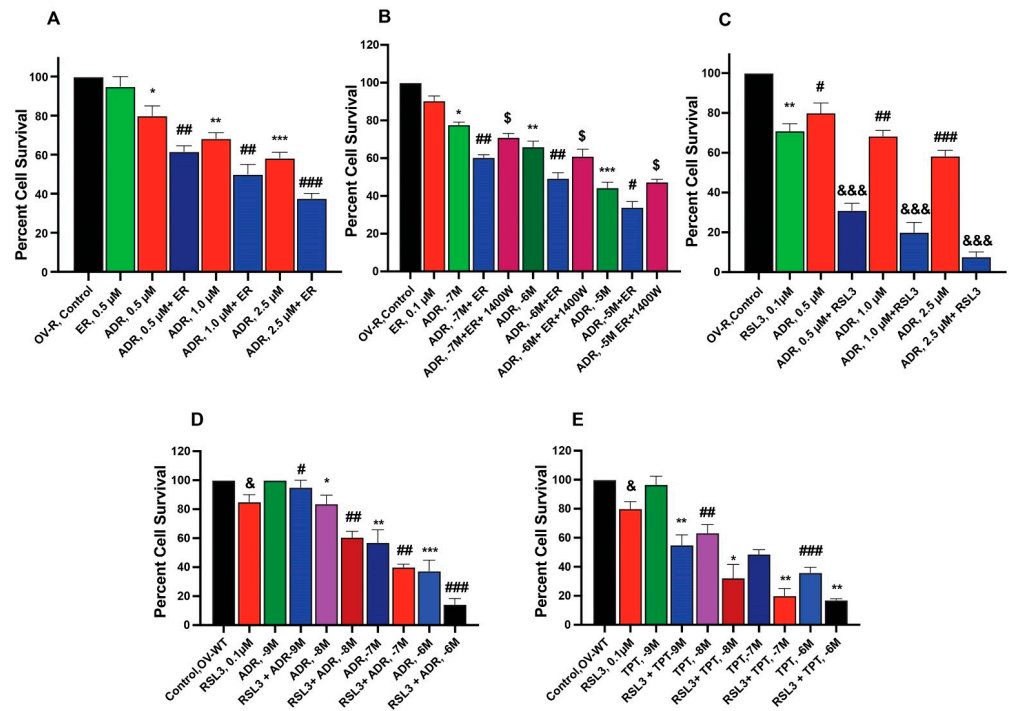 A
Percent Cell Survival
100
80
60
40
20
0
*
##
**
##
***
###
OV-R, Control
ER, 0.5 µM
ADR, 0.5 µM
ADR, 0.5 µM+ ER
ADR, 1.0 µM
ADR, 1.0 µM+ ER
ADR, 2.5 µM
ADR, 2.5 µM+ ER
B
Percent Cell Survival
120
100
80
60
40
20
0
*
##
$
**
##
$
***
#
$
OV-R, Control
ER, 0.1 µM
ADR, -7M
ADR, -7M+ ER
ADR, -7M+ER+ 1400W
ADR, -6M
ADR, -6M+ER
ADR, -6M+ ER+1400W
ADR, -5M
ADR,-5M+ER
ADR, -5M ER+1400W
C
Percent Cell Survival
100
80
60
40
20
0
**
#
&&&
##
&&&
###
&&&
OV-R,Control
RSL3, 0.1µM
ADR, 0.5 µM
ADR, 0.5 µM+ RSL3
ADR, 1.0 µM
ADR, 1.0 µM+RSL3
ADR, 2.5 µM
ADR, 2.5 µM+ RSL3
D
Percent Cell Survival
120
100
80
60
40
20
0
&
#
*
##
**
##
***
###
Control,OV-WT
RSL3, 0.1µM
ADR, -9M
RSL3 + ADR-9M
ADR, -8M
RSL3+ ADR, -8M
ADR,-7M
RSL3+ ADR, -7M
ADR, -6M
RSL3 + ADR, -6M
E
Percent Cell Survival
120
100
80
60
40
20
0
&
**
##
*
**
###
**
Control,OV-WT
RSL3, 0.1µM
TPT, -9M
RSL3 + TPT-9M
TPT, -8M
RSL3+ TPT, -8M
TPT,-7M
RSL3+ TPT, -7M
TPT, -6M
RSL3 + TPT, -6M